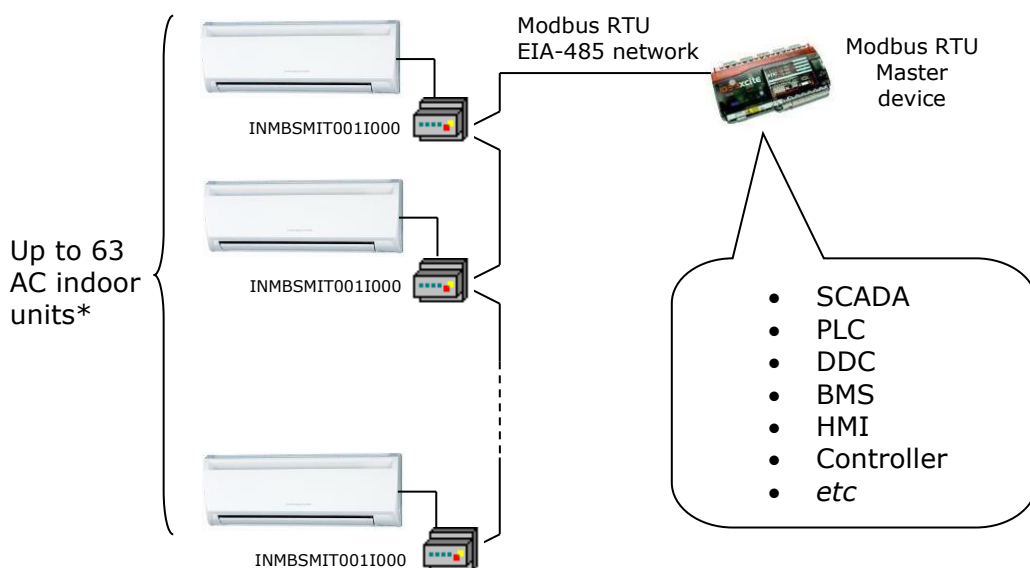 Modbus RTU
EIA-485 network
Modbus RTU
Master
device
INMBSMIT001I000
INMBSMIT001I000
Up to 63
AC indoor
units*
• SCADA
• PLC
• DDC
• BMS
• HMI
• Controller
• etc
INMBSMIT001I000